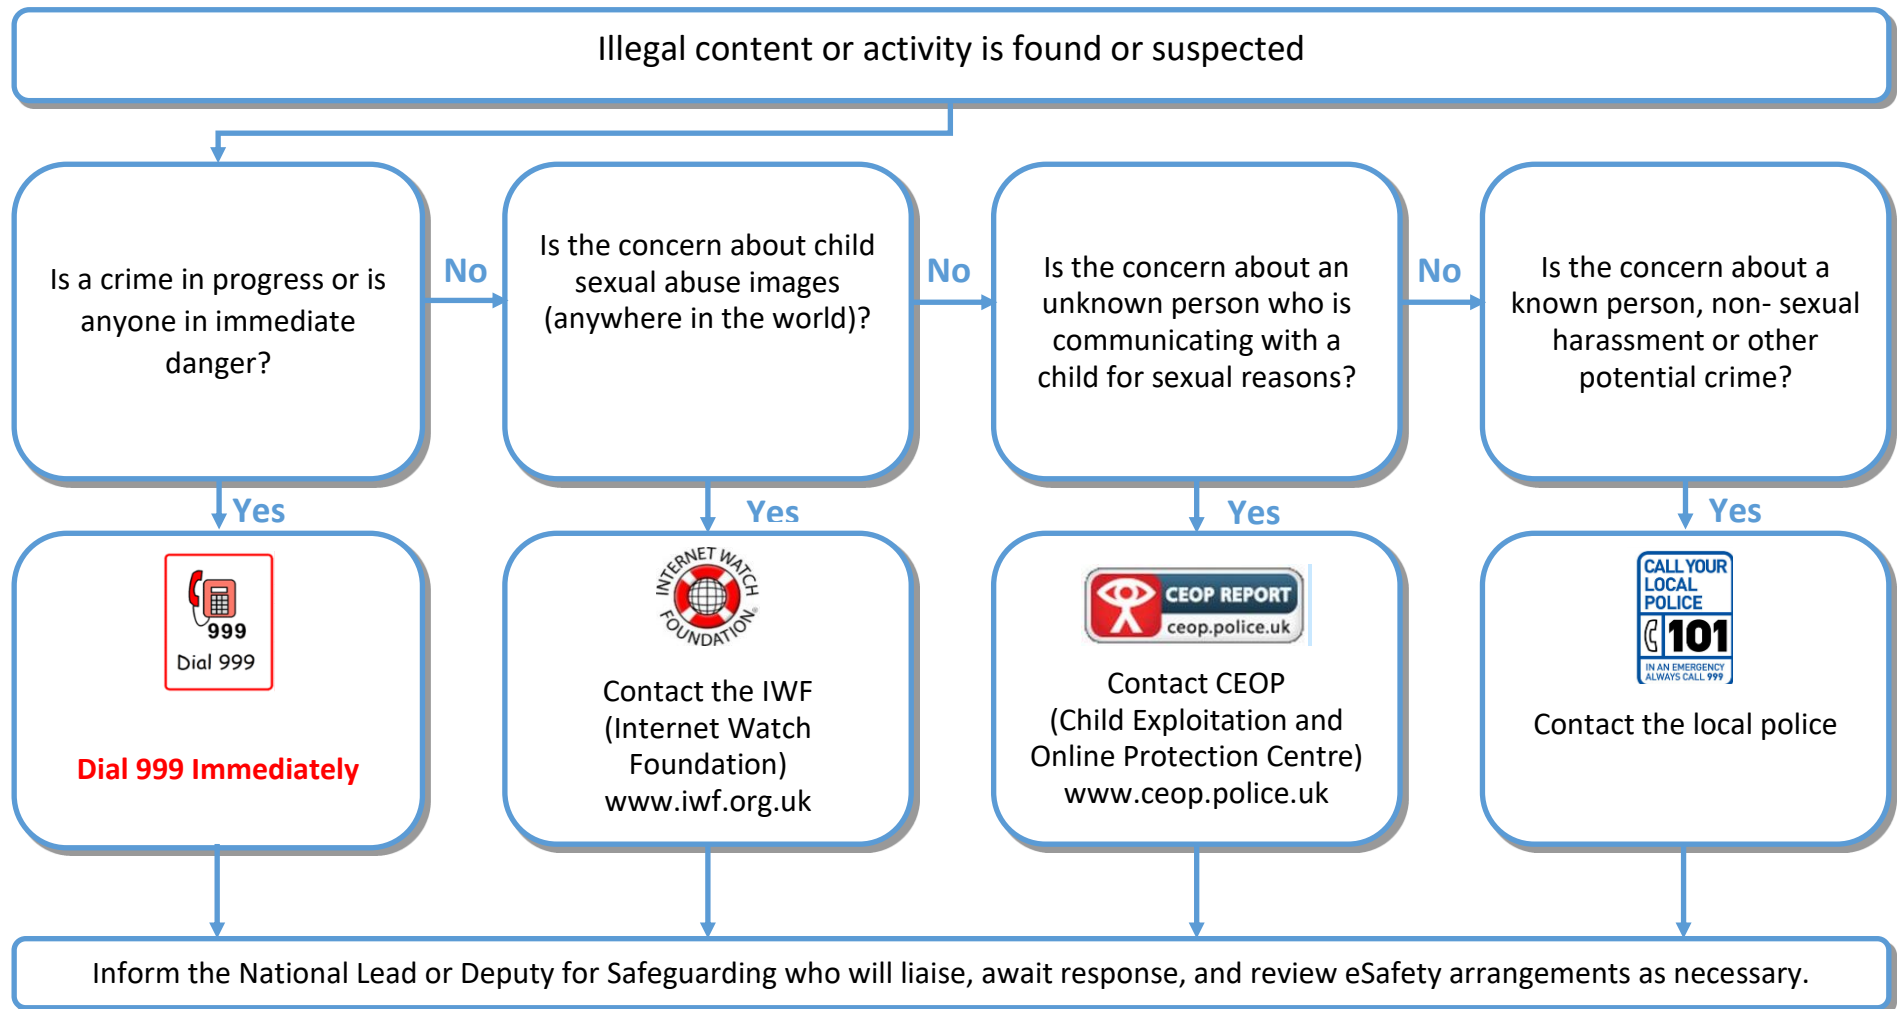 Illegal content or activity is found or suspected
Is a crime in progress or is
anyone in immediate
danger?
No
Is the concern about child
sexual abuse images
(anywhere in the world)?
No
Is the concern about an
unknown person who is
communicating with a
child for sexual reasons?
No
Is the concern about a
known person, non- sexual
harassment or other
potential crime?
Yes
Yes
Yes
Yes
999
Dial 999
Dial 999 Immediately
INTERNET WATCH
FOUNDATION®
Contact the IWF
(Internet Watch
Foundation)
www.iwf.org.uk
CEOP REPORT
ceop.police.uk
Contact CEOP
(Child Exploitation and
Online Protection Centre)
www.ceop.police.uk
CALL YOUR
LOCAL
POLICE
101
IN AN EMERGENCY
ALWAYS CALL 999
Contact the local police
Inform the National Lead or Deputy for Safeguarding who will liaise, await response, and review eSafety arrangements as necessary.